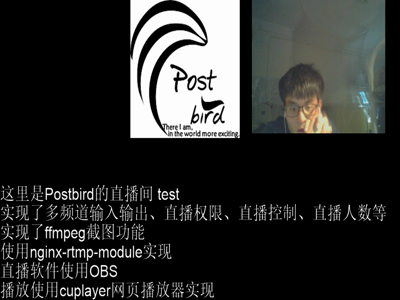 Post
bird
There I am,
in the world more exciting.
这里是Postbird的直播间 test
实现了多频道输入输出、直播权限、直播控制、直播人数等
实现了ffmpeg截图功能
使用nginx-rtmp-module实现
直播软件使用OBS
播放使用cuplayer网页播放器实现